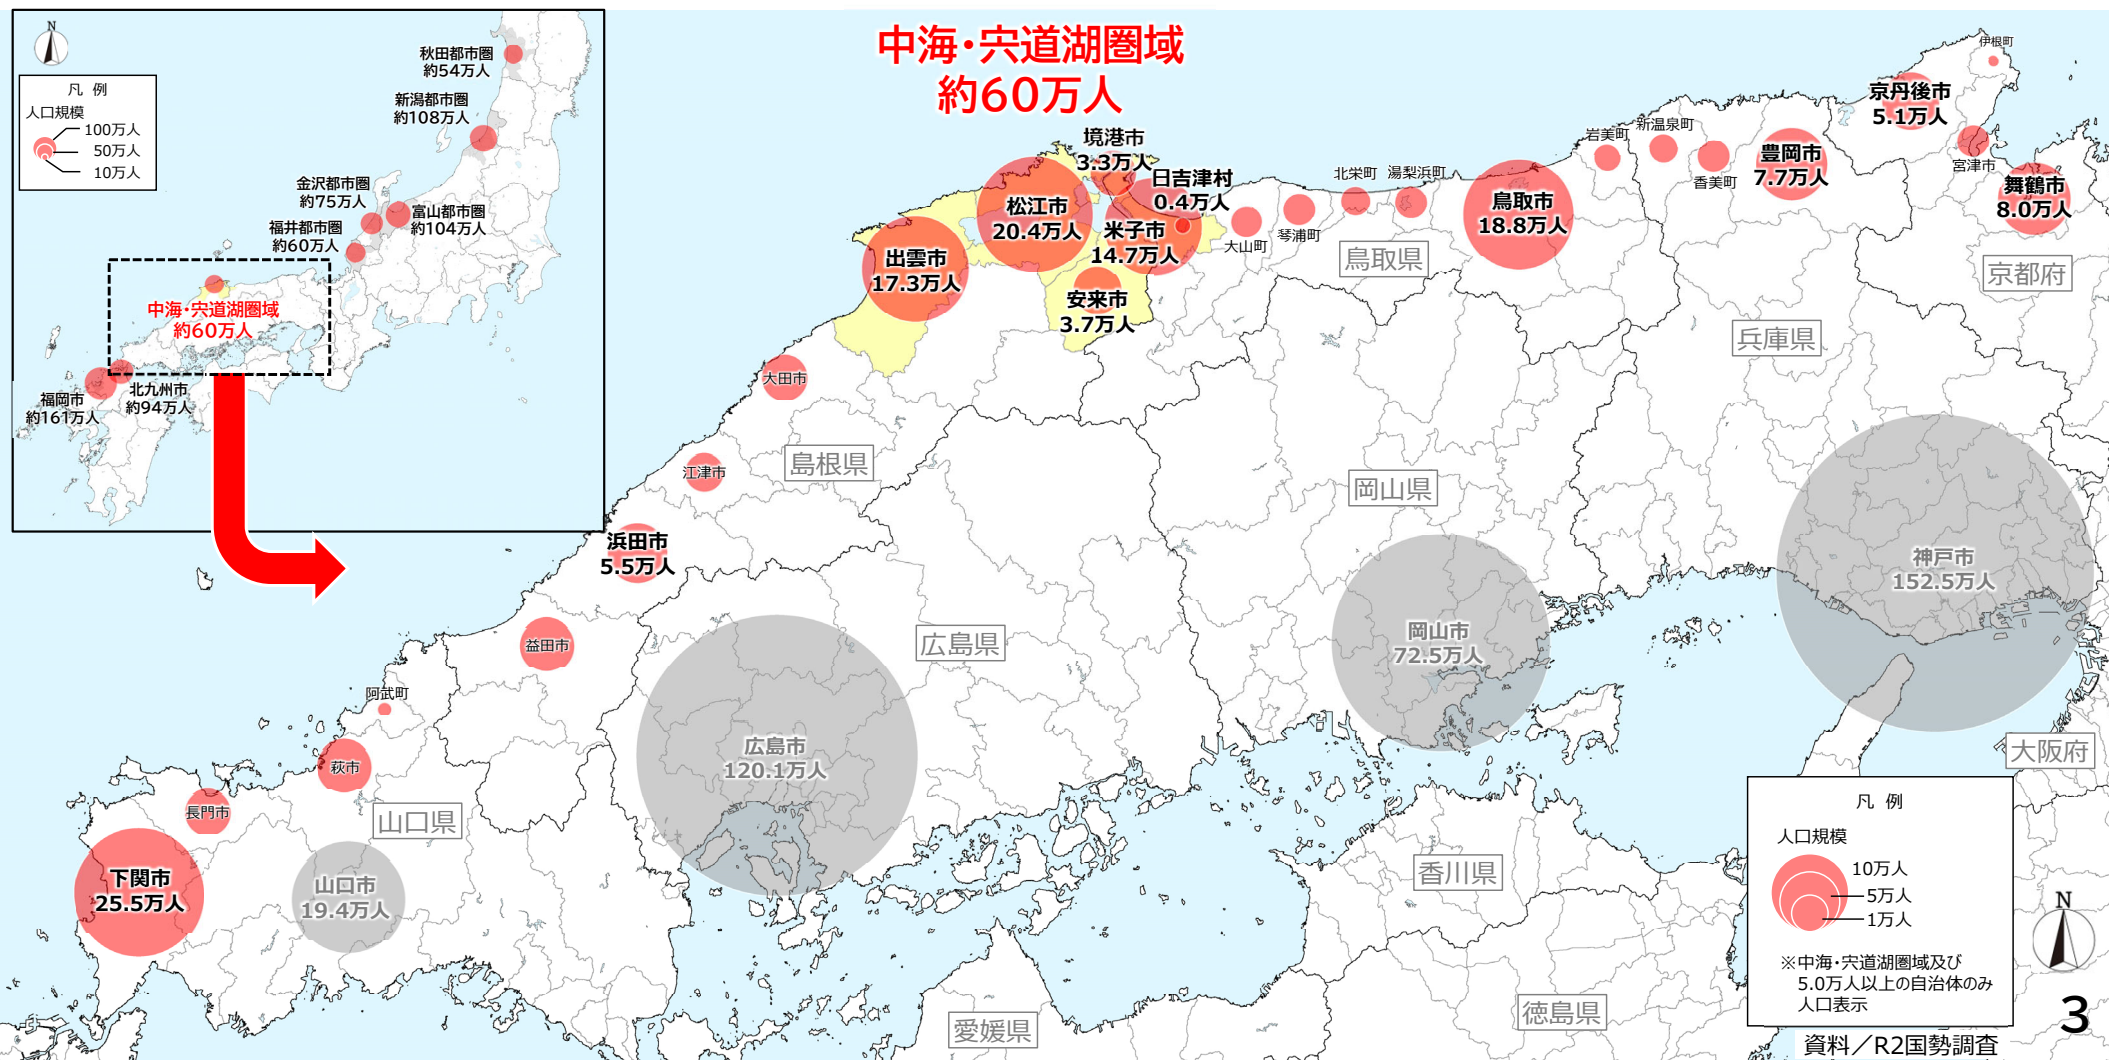 中海・宍道湖圏域
約60万人
N
凡 例
人口規模
100万人
50万人
10万人
秋田都市圏
約54万人
新潟都市圏
約108万人
金沢都市圏
約75万人
富山都市圏
約104万人
福井都市圏
約60万人
中海・宍道湖圏域
約60万人
北九州市
約94万人
福岡市
約161万人
伊根町
京丹後市
5.1万人
宮津市
舞鶴市
8.0万人
京都府
豊岡市
7.7万人
香美町
新温泉町
岩美町
鳥取市
18.8万人
鳥取県
湯梨浜町
北栄町
琴浦町
大山町
境港市
3.3万人
日吉津村
0.4万人
米子市
14.7万人
松江市
20.4万人
安来市
3.7万人
出雲市
17.3万人
大田市
江津市
島根県
浜田市
5.5万人
益田市
阿武町
萩市
長門市
下関市
25.5万人
山口県
山口市
19.4万人
広島県
広島市
120.1万人
岡山県
岡山市
72.5万人
兵庫県
神戸市
152.5万人
大阪府
香川県
徳島県
愛媛県
凡 例
人口規模
10万人
5万人
1万人
※中海・宍道湖圏域及び
5.0万人以上の自治体のみ
人口表示
N
3
資料／R2国勢調査